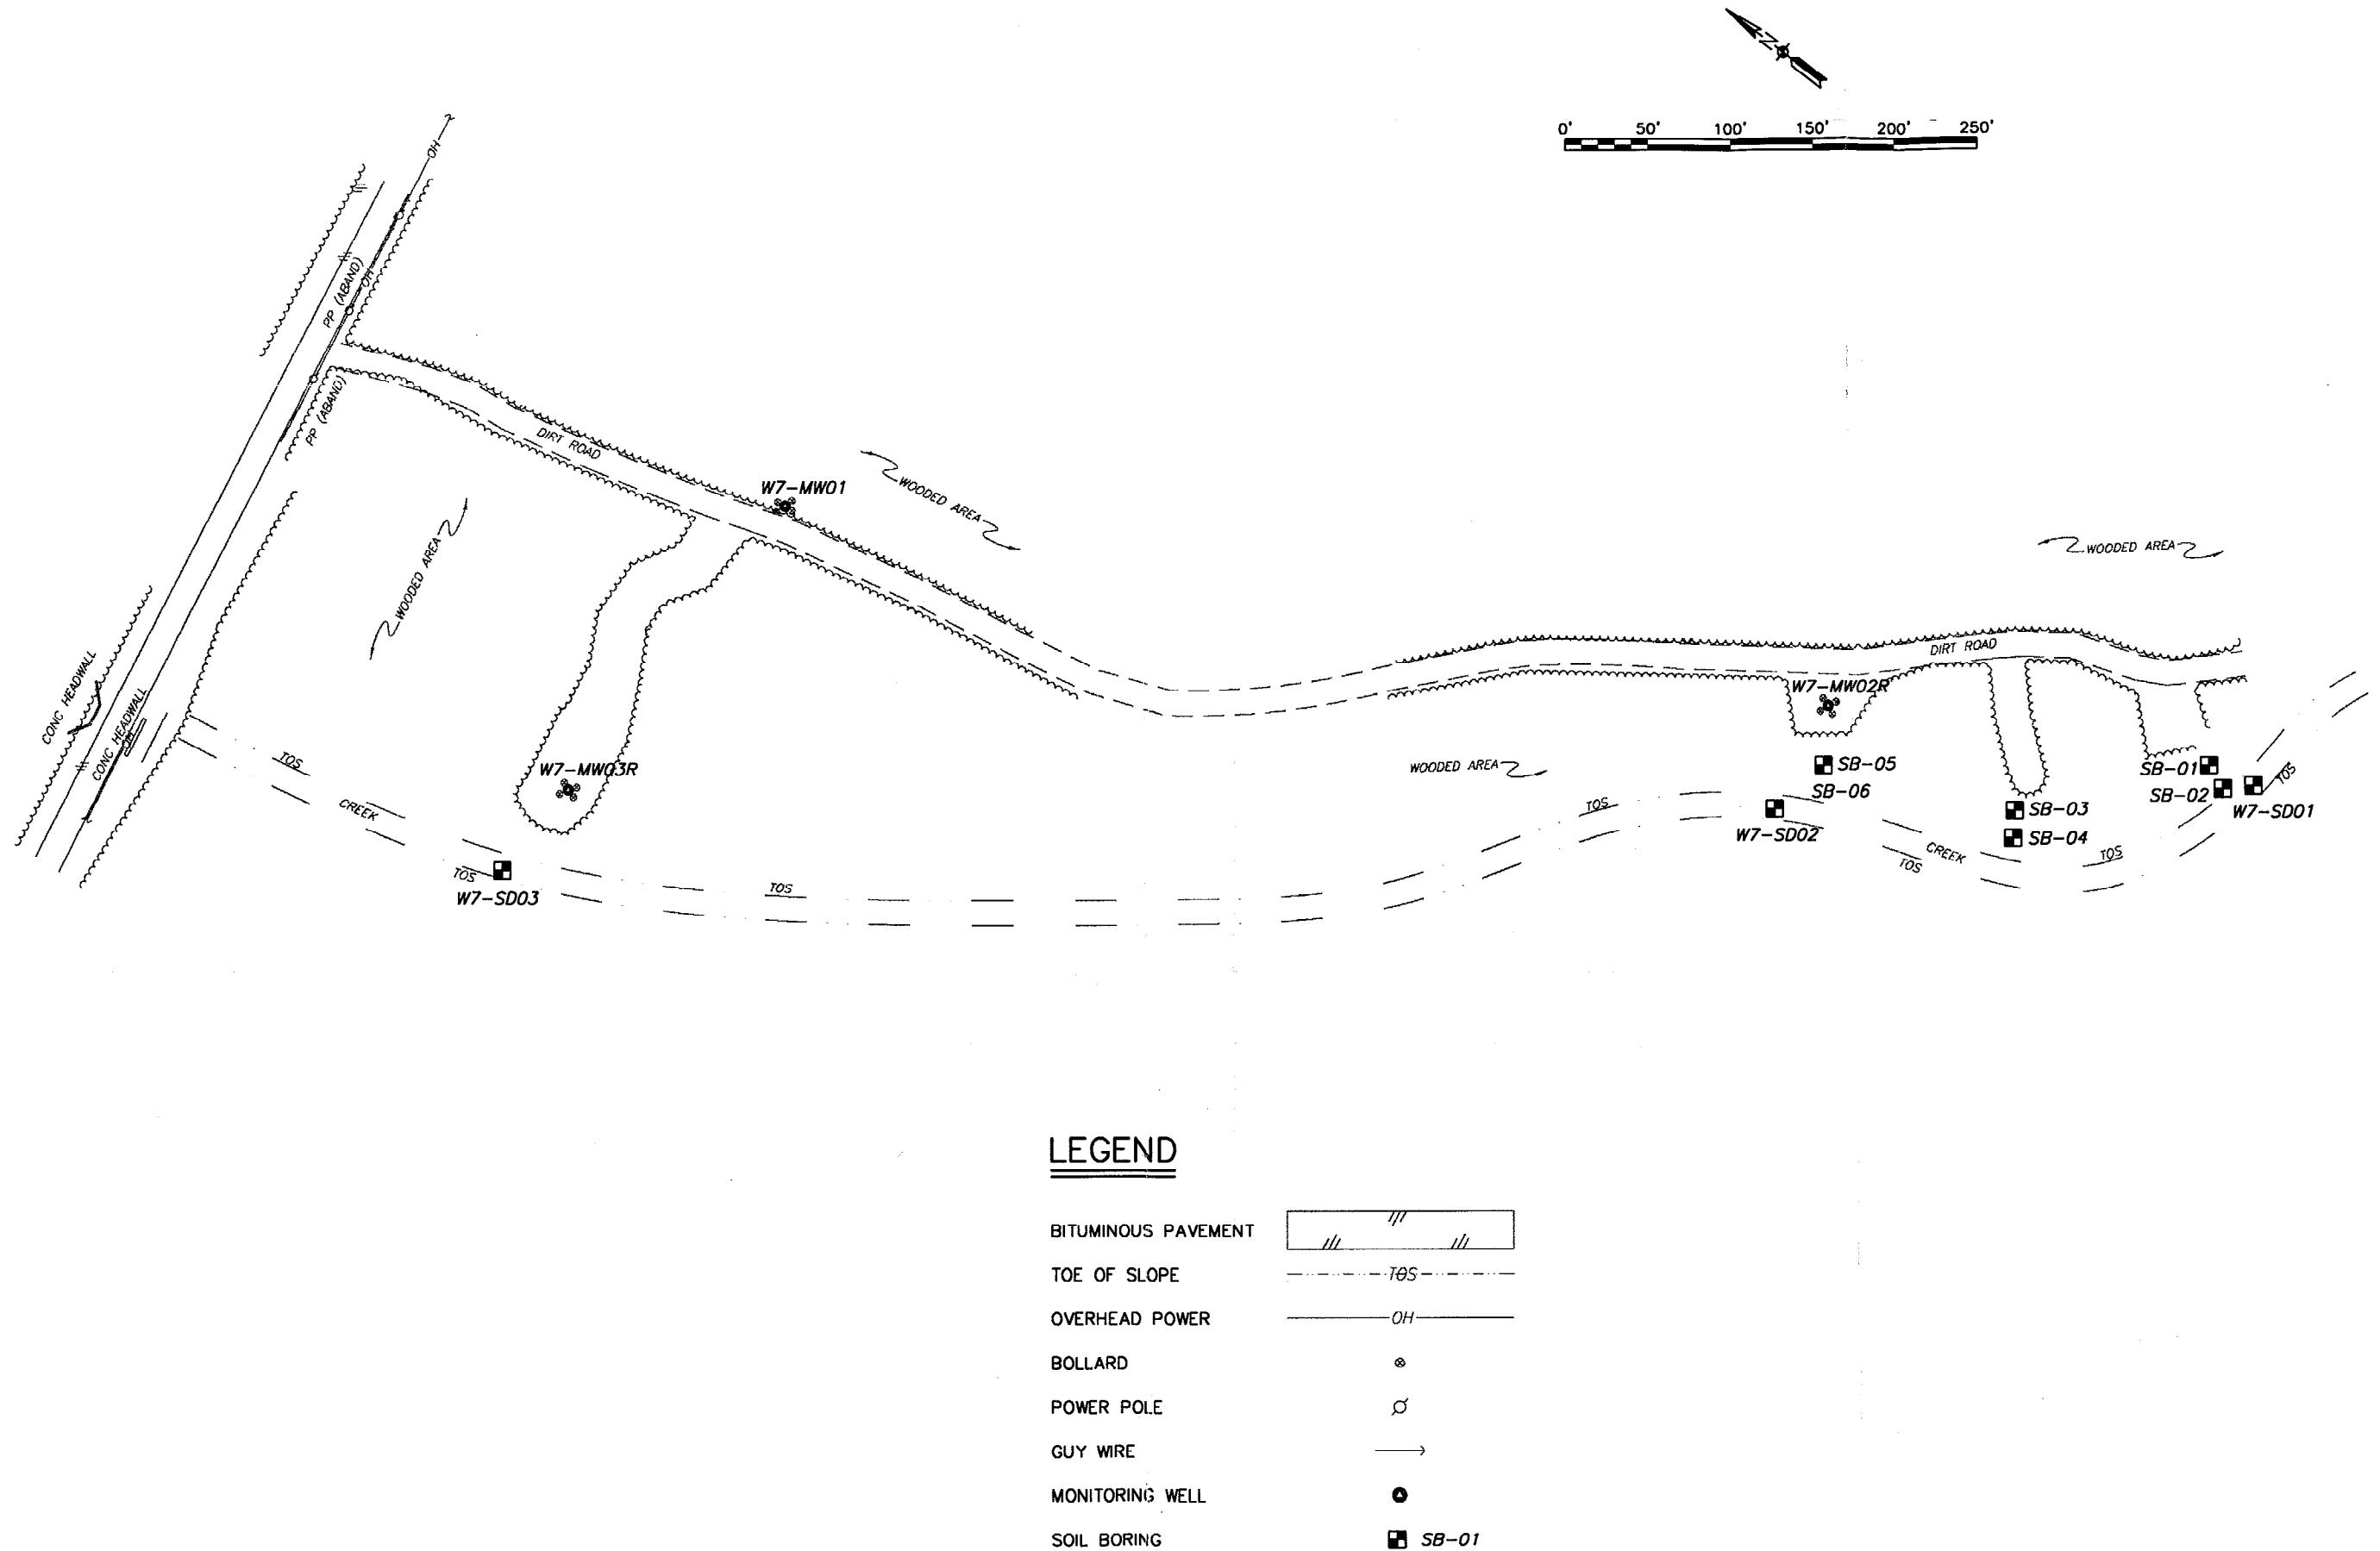 N
0' 50' 100' 150' 200' 250'
OH
PP (ABAND)
OH
PP (ABAND)
DIRT ROAD
W7-MW01
WOODED AREA
WOODED AREA
WOODED AREA
DIRT ROAD
W7-MW02R
CONC HEADWALL
CONC HEADWALL
OH
TOS
CREEK
W7-MW03R
WOODED AREA
SB-05
SB-06
SB-01
SB-02
TOS
W7-SD01
TOS
W7-SD02
SB-03
SB-04
CREEK
TOS
TOS
TOS
W7-SD03
TOS
LEGEND
BITUMINOUS PAVEMENT
TOE OF SLOPE TOS
OVERHEAD POWER OH
BOLLARD
POWER POLE
GUY WIRE
MONITORING WELL
SOIL BORING SB-01